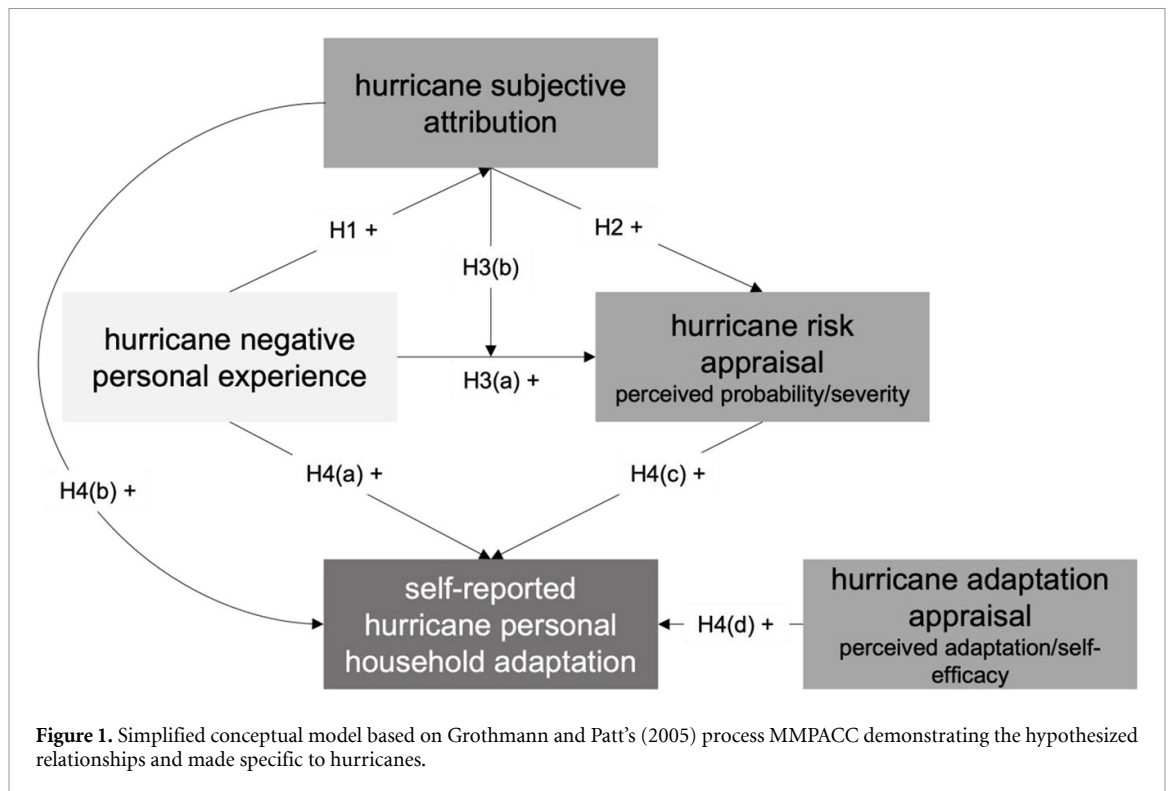 hurricane subjective
attribution
H1 +
H2 +
H3(b)
hurricane negative
personal experience
H3(a) +
hurricane risk
appraisal
perceived probability/severity
H4(a) +
H4(c) +
H4(b) +
self-reported
hurricane personal
household adaptation
H4(d) +
hurricane adaptation
appraisal
perceived adaptation/self-
efficacy
Figure 1. Simplified conceptual model based on Grothmann and Patt’s (2005) process MMPACC demonstrating the hypothesized
relationships and made specific to hurricanes.